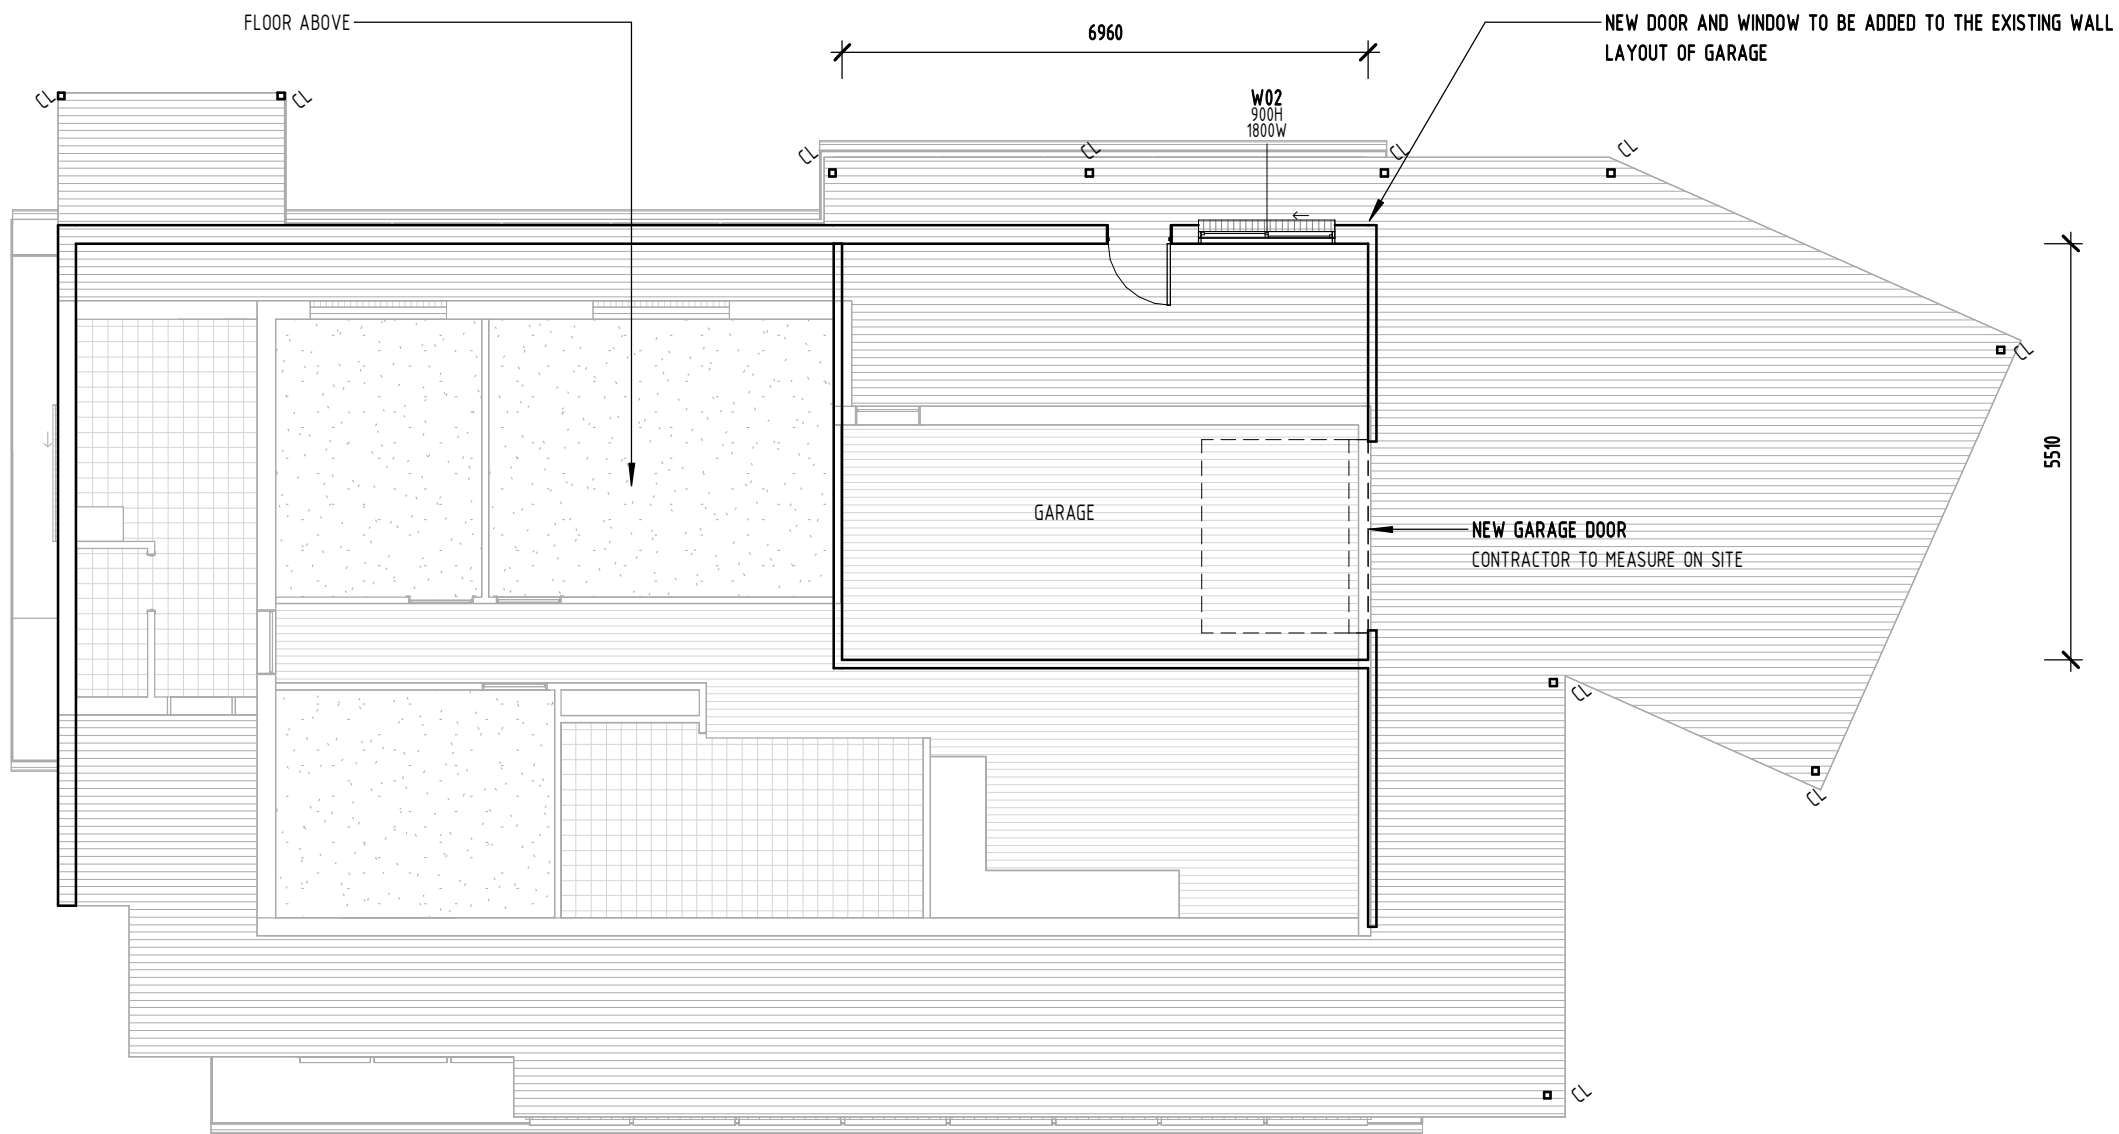 FLOOR ABOVE
6960
NEW DOOR AND WINDOW TO BE ADDED TO THE EXISTING WALL
LAYOUT OF GARAGE
W02
900H
1800W
CL
CL
CL
CL
CL
CL
CL
5510
GARAGE
NEW GARAGE DOOR
CONTRACTOR TO MEASURE ON SITE
CL
CL
CL